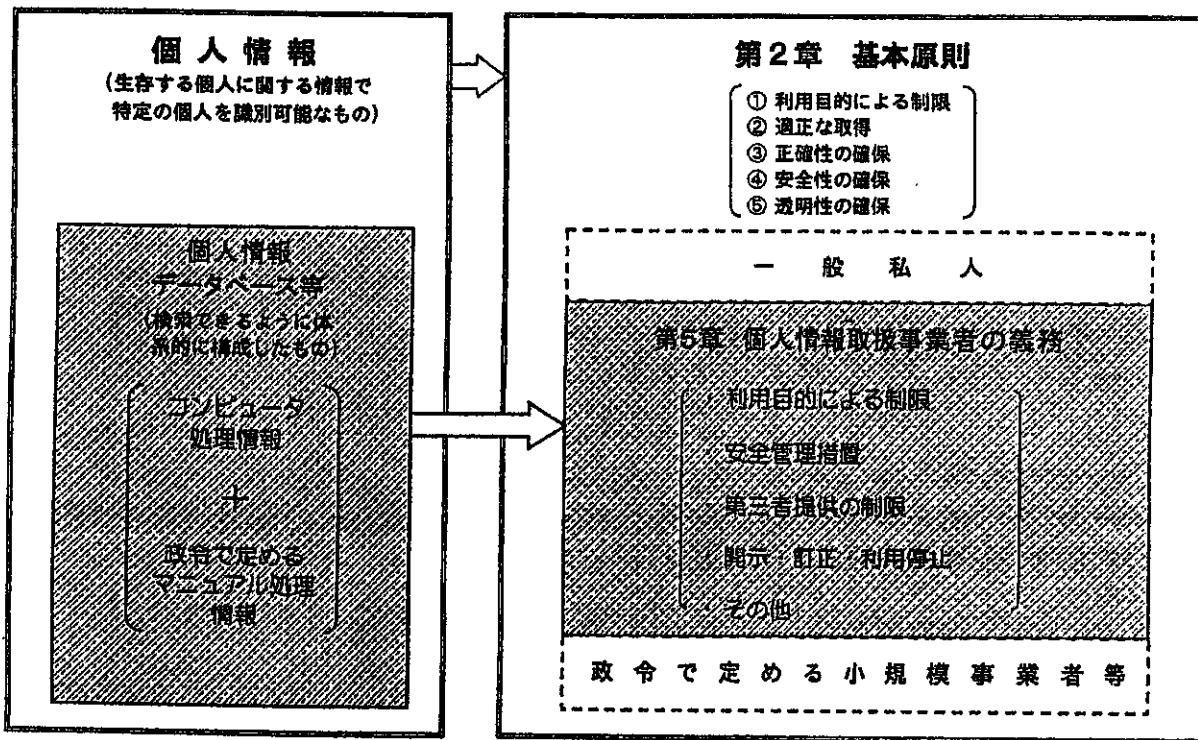 個人情報
(生存する個人に関する情報で
特定の個人を識別可能なもの)
個人情報
データベース等
(検索できるように体
系的に構成したもの)
コンピュータ
処理情報
＋
政令で定める
マニュアル処理
情報
第2章 基本原則
① 利用目的による制限
② 適正な取得
③ 正確性の確保
④ 安全性の確保
⑤ 透明性の確保
一般私人
第5章 個人情報取扱事業者の義務
・利用目的による制限
・安全管理措置
・第三者提供の制限
・開示・訂正・利用停止
・その他
政令で定める小規模事業者等